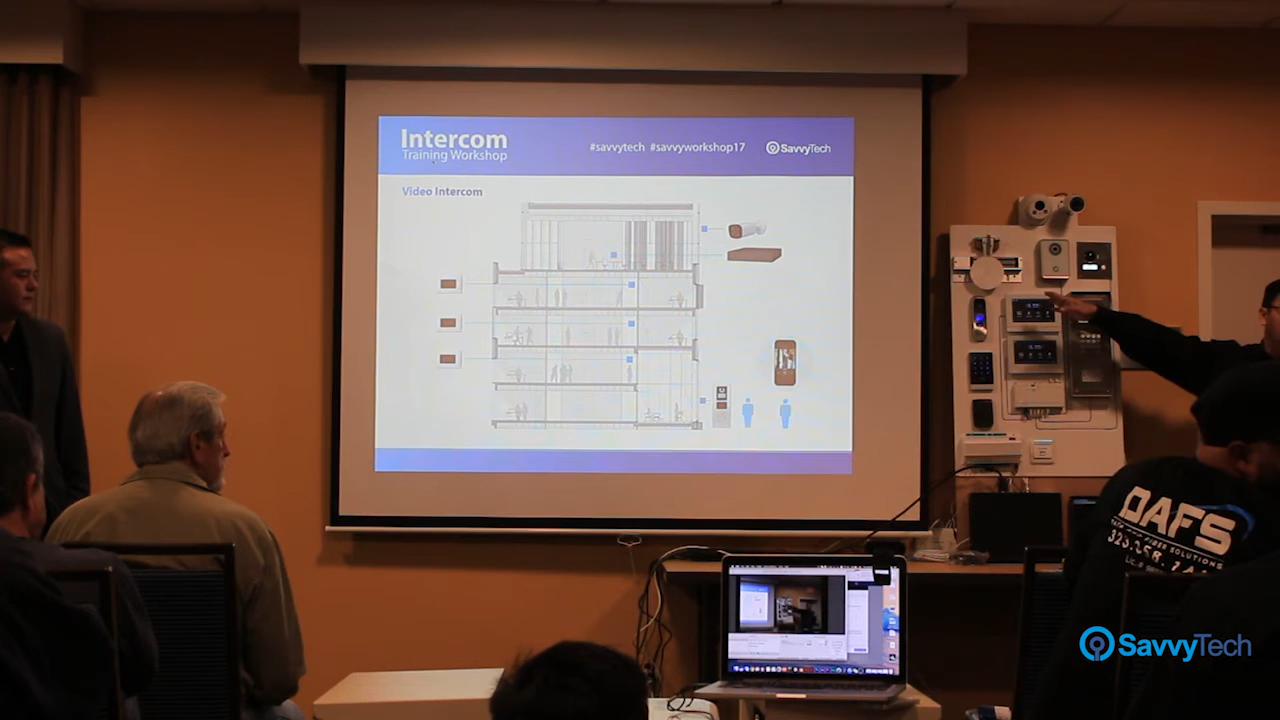 Intercom
Training Workshop
#savvytech #savvyworkshop17
SavvyTech
Video Intercom
DAFS
SavvyTech